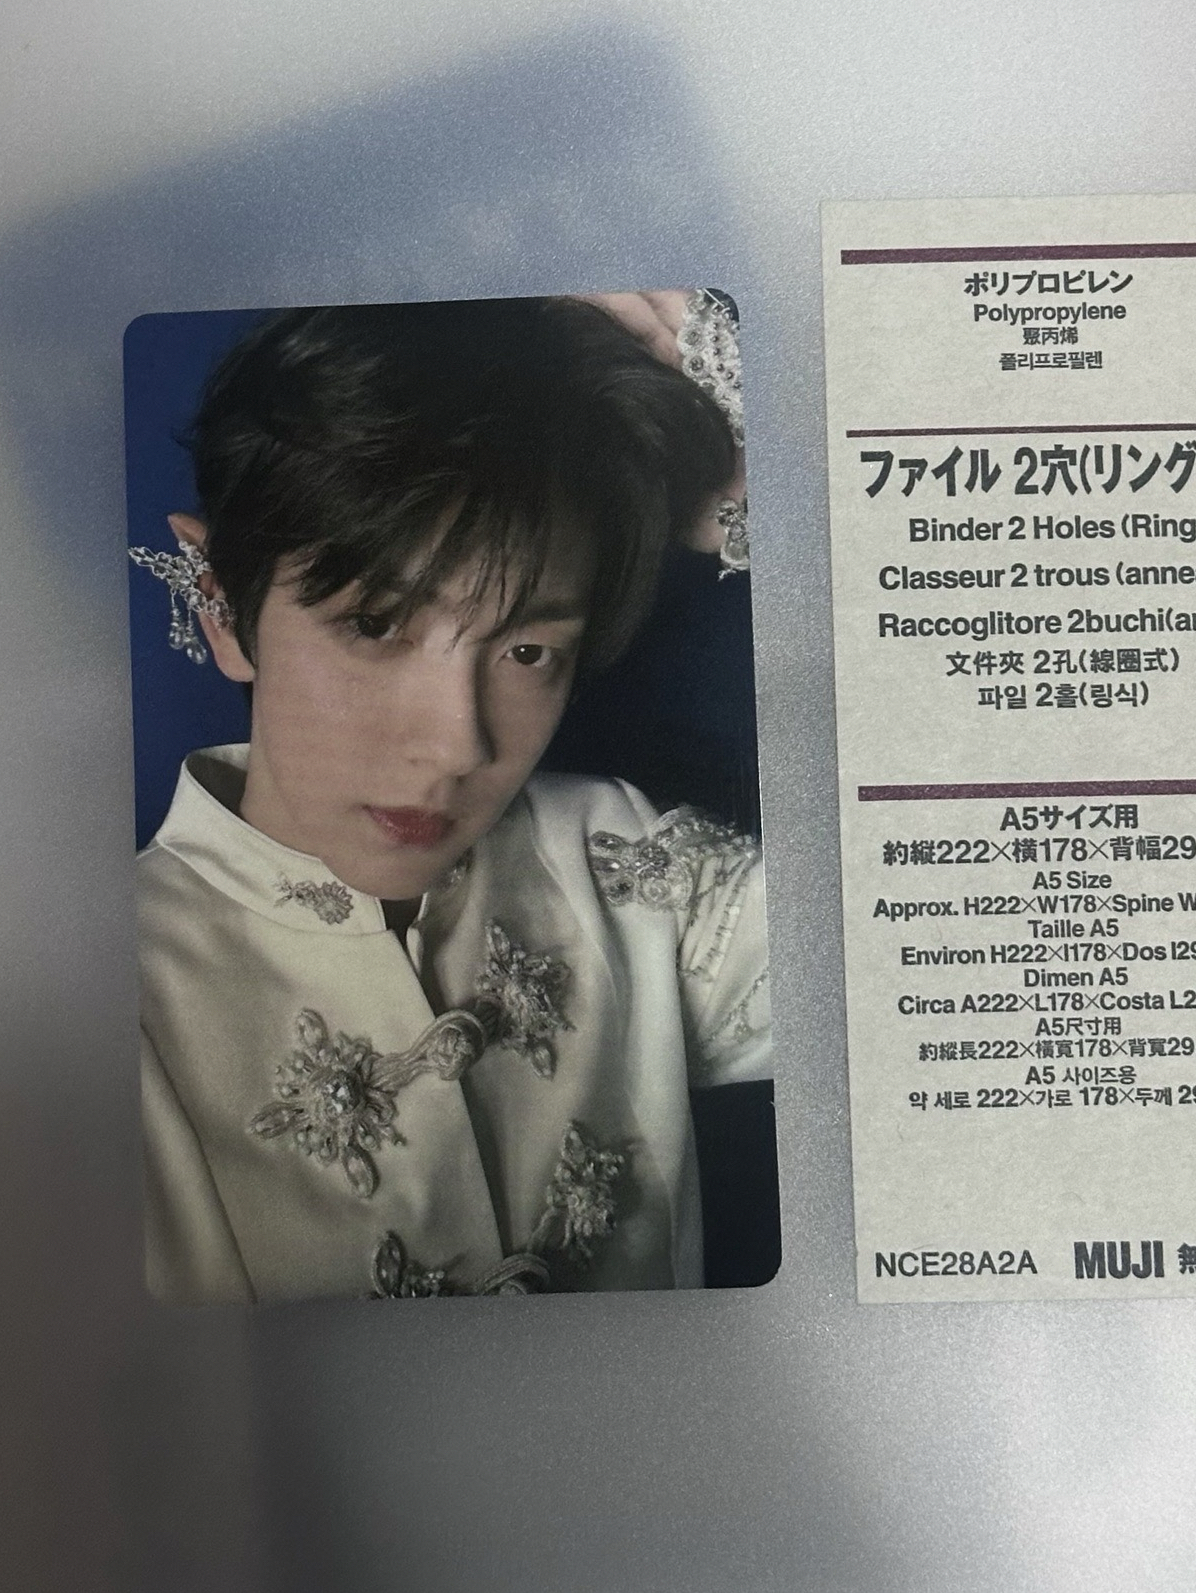 ポリプロピレン
Polypropylene
聚丙烯
폴리프로필렌
ファイル 2穴(リング
Binder 2 Holes (Ring
Classeur 2 trous (anne
Raccoglitore 2buchi(a
文件夾 2孔(線圈式)
파일 2홀(링식)
A5サイズ用
約縦222×横178×背幅29
A5 Size
Approx. H222×W178×Spine W
Taille A5
Environ H222×l178×Dos l29
Dimen A5
Circa A222×L178×Costa L2
A5尺寸用
約縱長222×橫寬178×背寬29
A5 사이즈용
약 세로 222×가로 178×두께 29
NCE28A2A MUJI 無